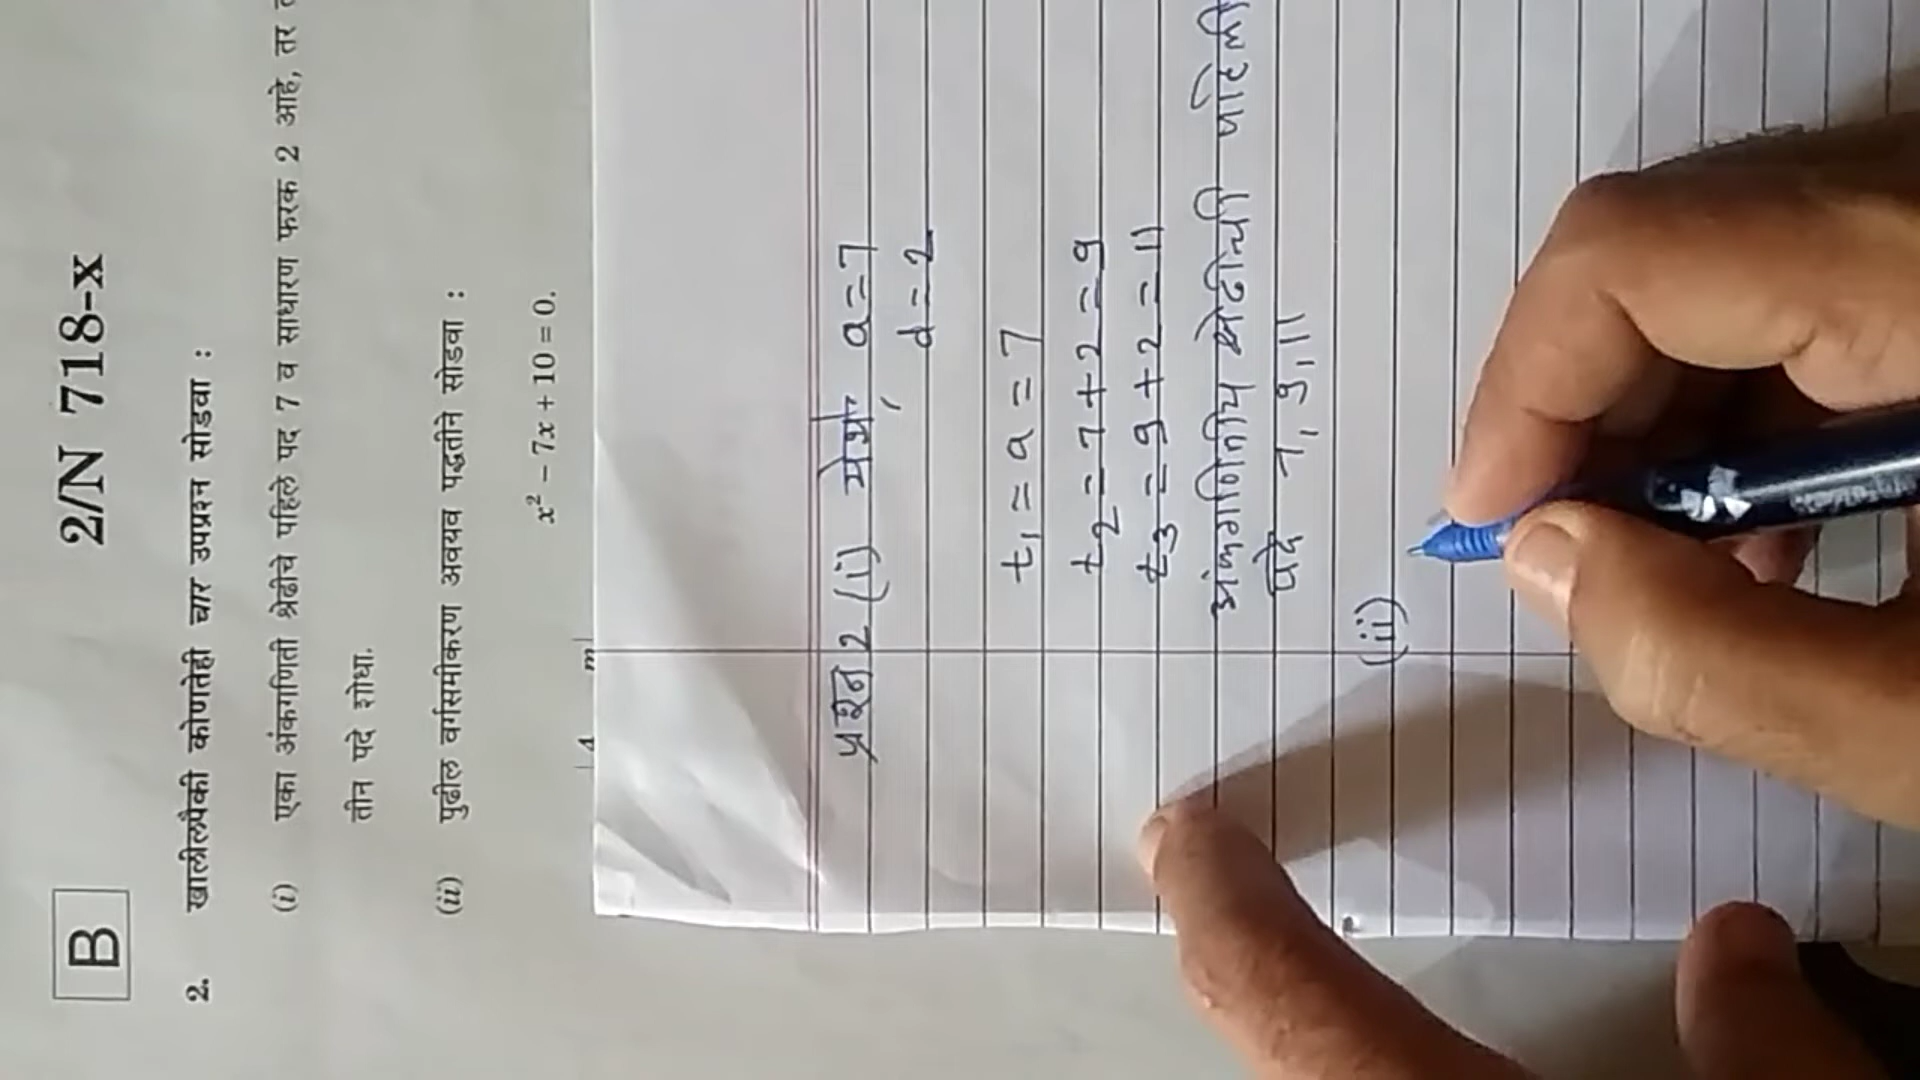 B
2/N 718-x
2. खालीलपैकी कोणतेही चार उपप्रश्न सोडवा :
(i) एका अंकगणिती श्रेढीचे पहिले पद 7 व साधारण फरक 2 आहे, तर
तीन पदे शोधा.
(ii) पुढील वर्गसमीकरण अवयव पद्धतीने सोडवा :
x² − 7x + 10 = 0.
प्रश्न 2 (i) येथे, a = 7
d = 2
t₁ = a = 7
t₂ = 7 + 2 = 9
t₃ = 9 + 2 = 11
अंकगणितीय श्रेढीची पहिली
पदे 7, 9, 11
(ii)